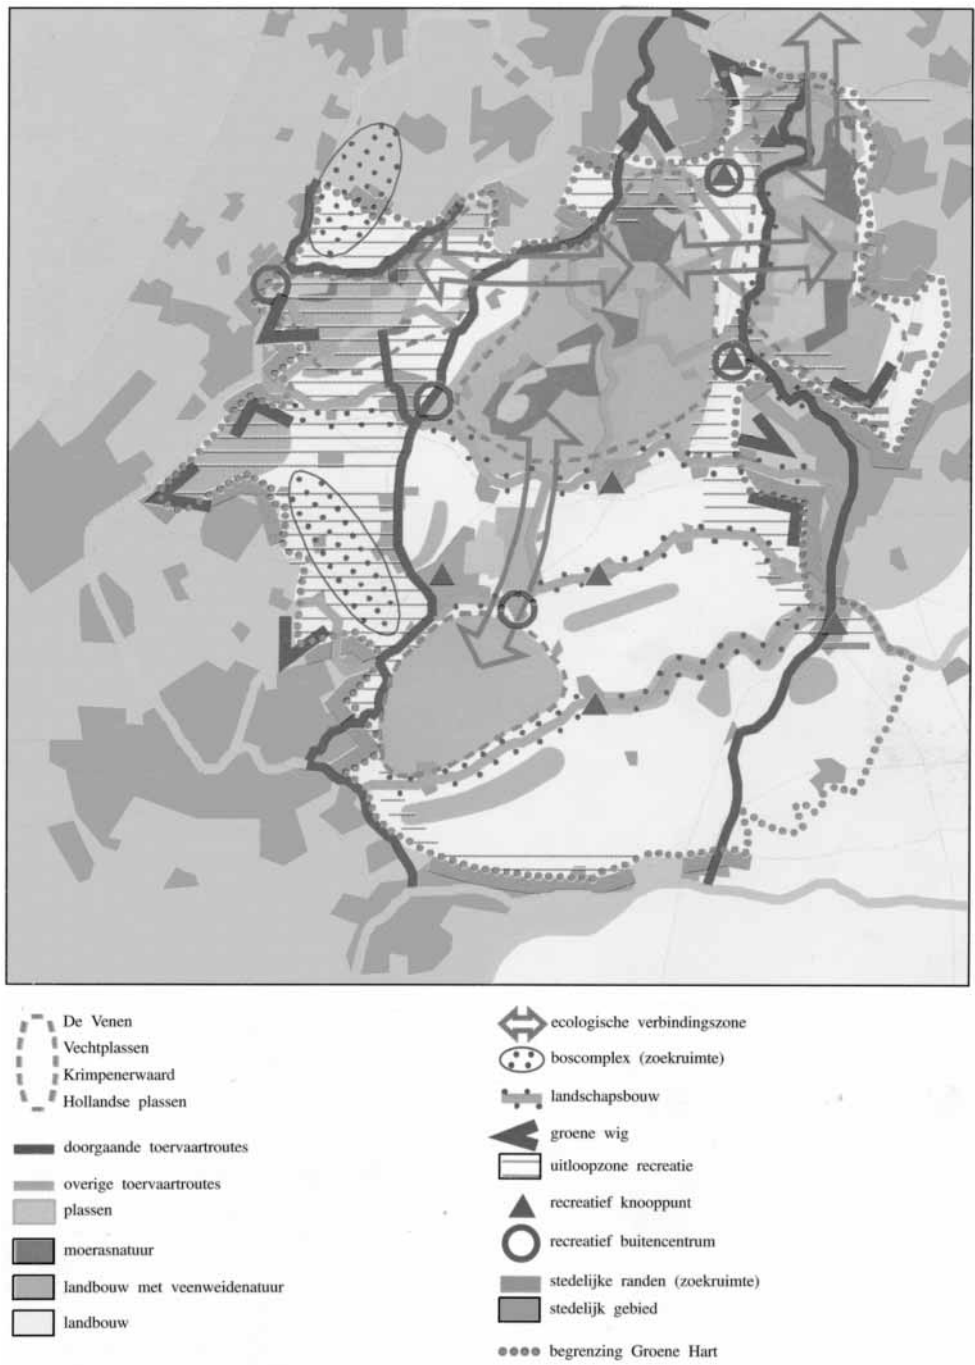 De Venen
Vechtplassen
Krimpenerwaard
Hollandse plassen
doorgaande toervaartroutes
overige toervaartroutes
plassen
moerasnatuur
landbouw met veenweidenatuur
landbouw
ecologische verbindingszone
boscomplex (zoekruimte)
landschapsbouw
groene wig
uitloopzone recreatie
recreatief knooppunt
recreatief buitencentrum
stedelijke randen (zoekruimte)
stedelijk gebied
begrenzing Groene Hart